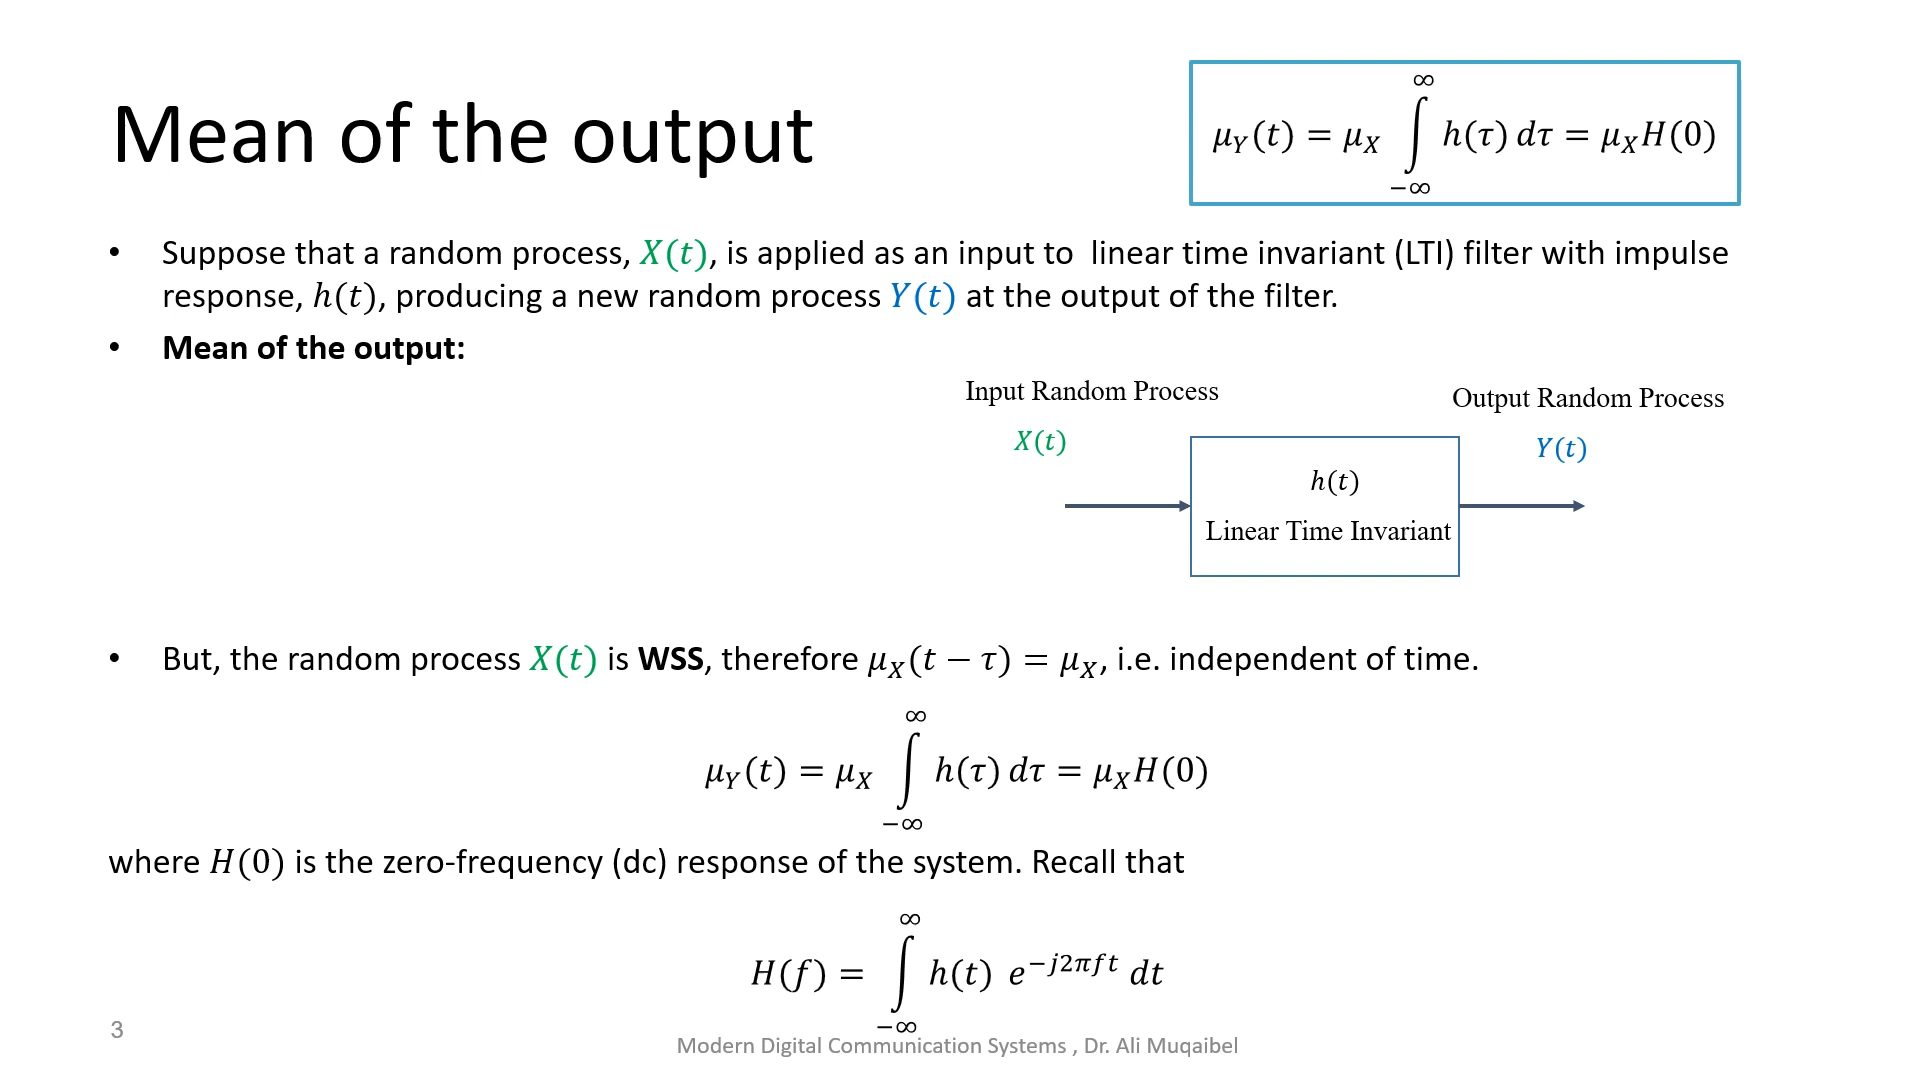 Mean of the output
μ_Y(t) = μ_X ∫_{−∞}^{∞} h(τ) dτ = μ_X H(0)
• Suppose that a random process, X(t), is applied as an input to linear time invariant (LTI) filter with impulse
response, h(t), producing a new random process Y(t) at the output of the filter.
• Mean of the output:
Input Random Process
X(t)
h(t)
Linear Time Invariant
Output Random Process
Y(t)
• But, the random process X(t) is WSS, therefore μ_X(t − τ) = μ_X, i.e. independent of time.
μ_Y(t) = μ_X ∫_{−∞}^{∞} h(τ) dτ = μ_X H(0)
where H(0) is the zero-frequency (dc) response of the system. Recall that
H(f) = ∫_{−∞}^{∞} h(t) e^{−j2πft} dt
3
Modern Digital Communication Systems , Dr. Ali Muqaibel